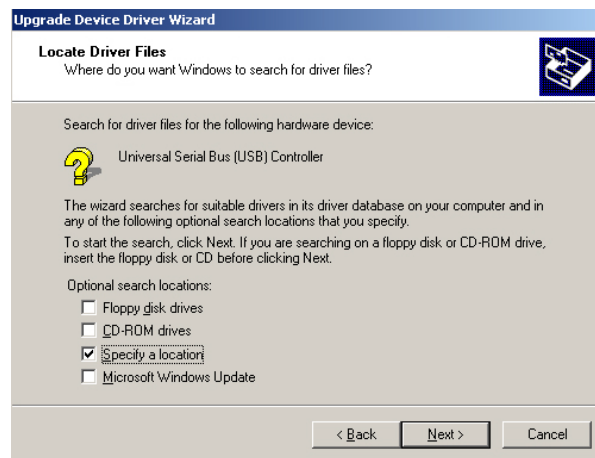 Upgrade Device Driver Wizard
Locate Driver Files
Where do you want Windows to search for driver files?
Search for driver files for the following hardware device:
Universal Serial Bus (USB) Controller
The wizard searches for suitable drivers in its driver database on your computer and in
any of the following optional search locations that you specify.
To start the search, click Next. If you are searching on a floppy disk or CD-ROM drive,
insert the floppy disk or CD before clicking Next.
Optional search locations:
Floppy disk drives
CD-ROM drives
Specify a location
Microsoft Windows Update
< Back
Next >
Cancel